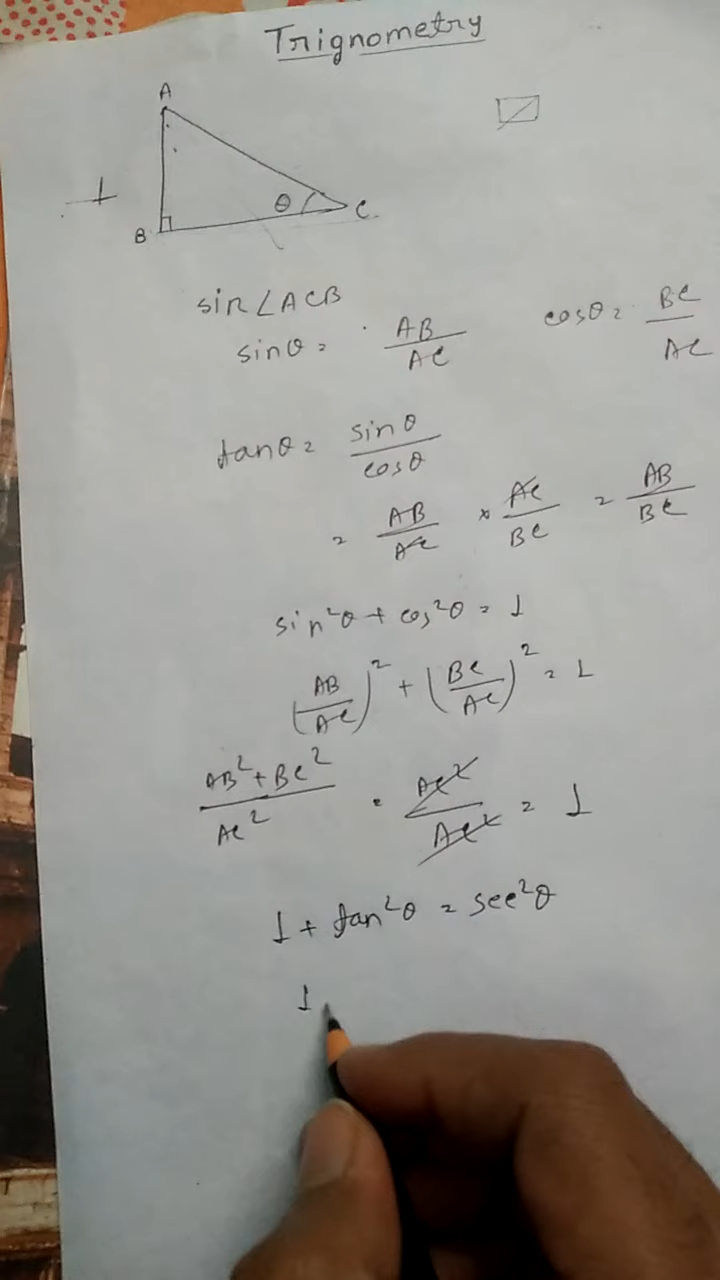 Trignometry
A
⊥
θ
C
B
sin∠ACB
sinθ = AB/AC cosθ = BC/AC
tanθ = sinθ/cosθ
= AB/AC × AC/BC = AB/BC
sin²θ + cos²θ = 1
(AB/AC)² + (BC/AC)² = 1
AB²+BC²/AC² = AC²/AC² = 1
1 + tan²θ = sec²θ
1